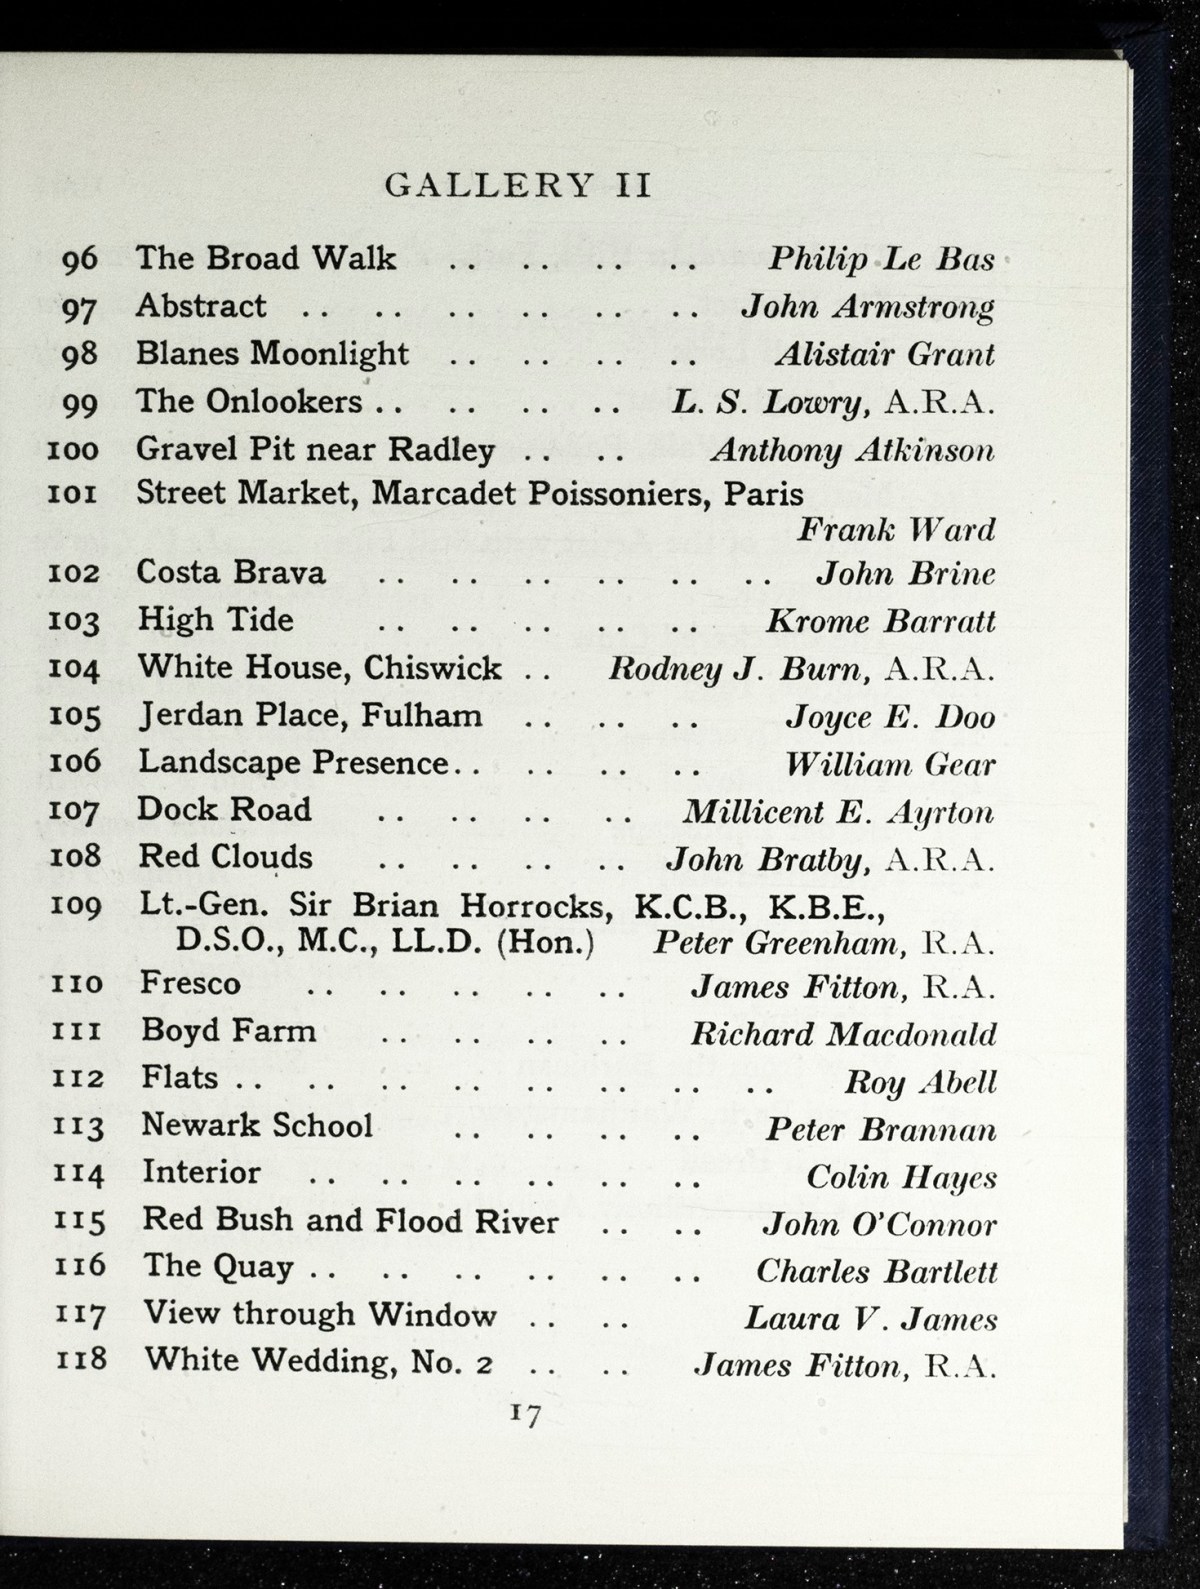 GALLERY II
96 The Broad Walk .. .. .. .. Philip Le Bas
97 Abstract .. .. .. .. .. .. John Armstrong
98 Blanes Moonlight .. .. .. .. Alistair Grant
99 The Onlookers .. .. .. .. L. S. Lowry, A.R.A.
100 Gravel Pit near Radley .. .. Anthony Atkinson
101 Street Market, Marcadet Poissoniers, Paris
Frank Ward
102 Costa Brava .. .. .. .. .. .. John Brine
103 High Tide .. .. .. .. .. Krome Barratt
104 White House, Chiswick .. Rodney J. Burn, A.R.A.
105 Jerdan Place, Fulham .. .. .. Joyce E. Doo
106 Landscape Presence .. .. .. .. William Gear
107 Dock Road .. .. .. .. Millicent E. Ayrton
108 Red Clouds .. .. .. .. John Bratby, A.R.A.
109 Lt.-Gen. Sir Brian Horrocks, K.C.B., K.B.E.,
D.S.O., M.C., LL.D. (Hon.) Peter Greenham, R.A.
110 Fresco .. .. .. .. .. James Fitton, R.A.
111 Boyd Farm .. .. .. .. Richard Macdonald
112 Flats .. .. .. .. .. .. .. .. Roy Abell
113 Newark School .. .. .. .. Peter Brannan
114 Interior .. .. .. .. .. .. Colin Hayes
115 Red Bush and Flood River .. .. John O'Connor
116 The Quay .. .. .. .. .. .. Charles Bartlett
117 View through Window .. .. Laura V. James
118 White Wedding, No. 2 .. .. James Fitton, R.A.
17